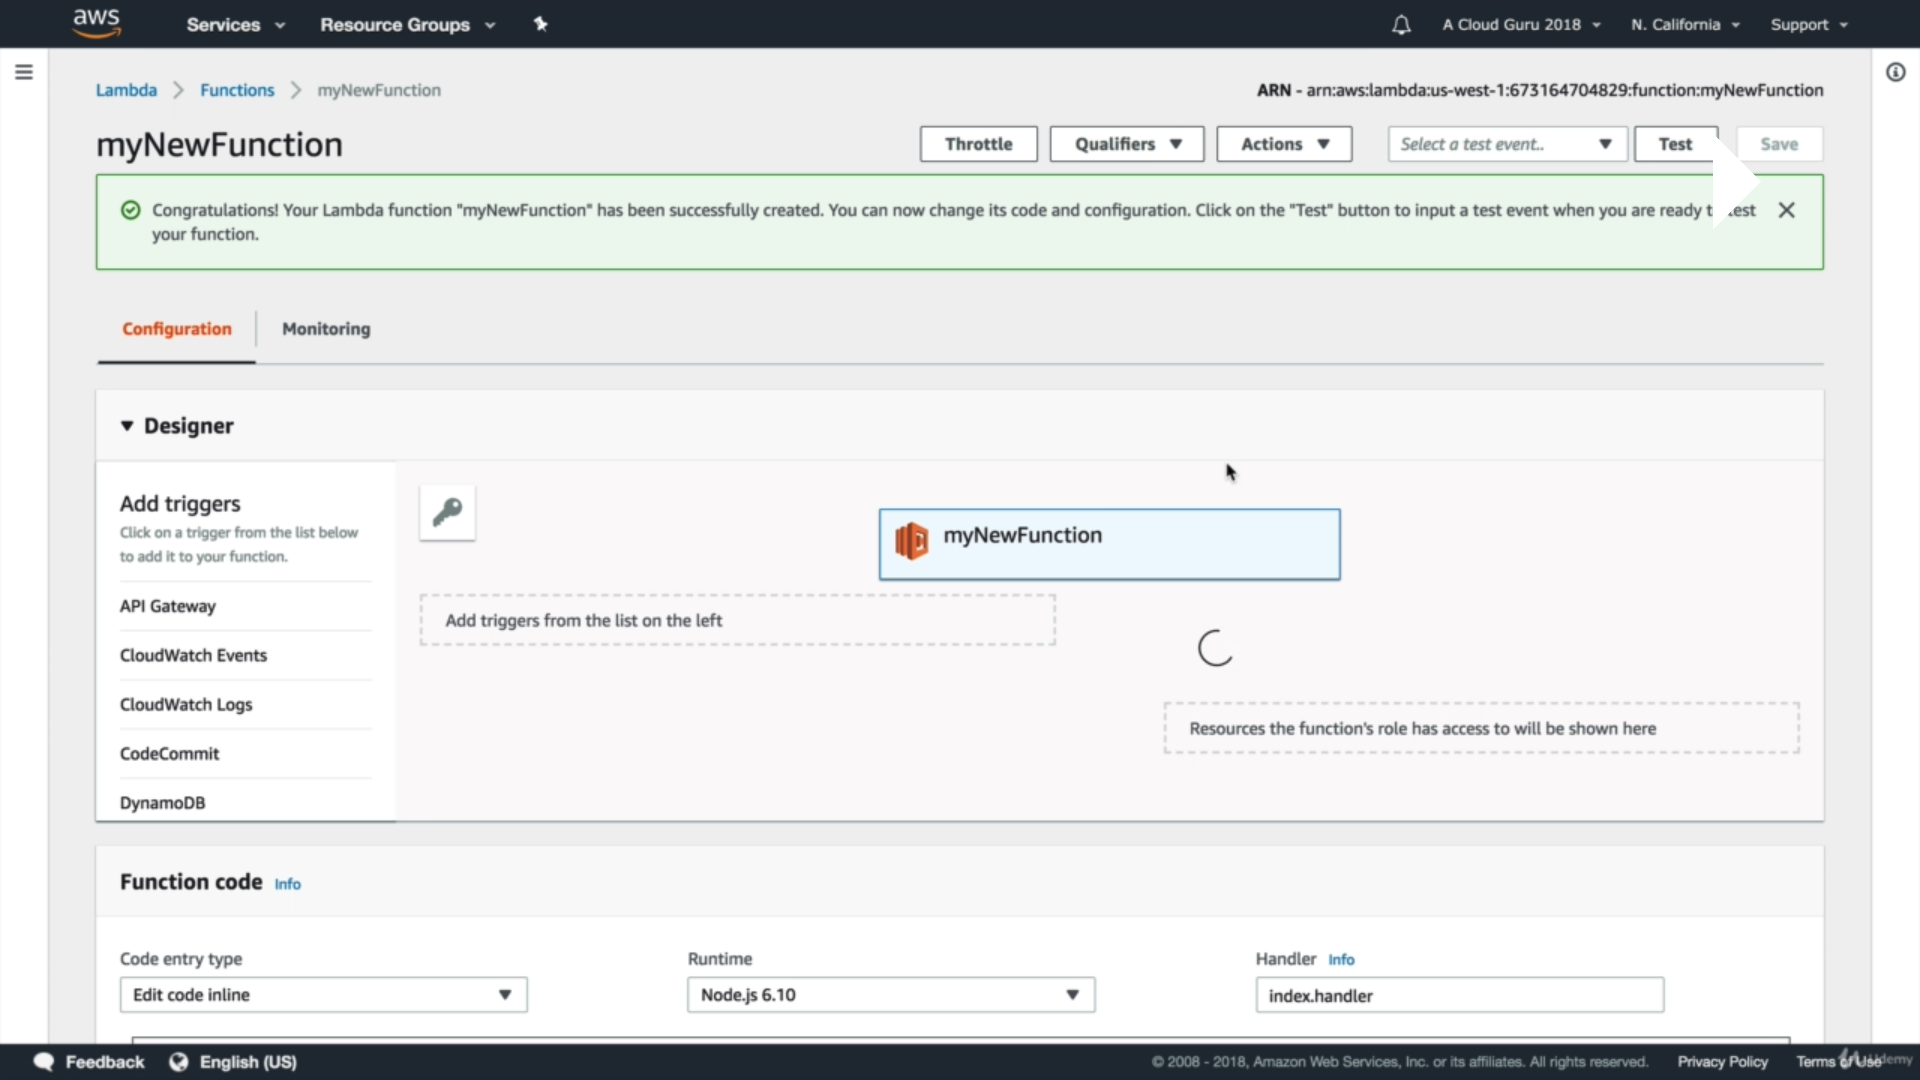 aws Services Resource Groups A Cloud Guru 2018 N. California Support
Lambda Functions myNewFunction ARN - arn:aws:lambda:us-west-1:673164704829:function:myNewFunction
myNewFunction Throttle Qualifiers Actions Select a test event.. Test Save
Congratulations! Your Lambda function "myNewFunction" has been successfully created. You can now change its code and configuration. Click on the "Test" button to input a test event when you are ready to test
your function.
Configuration Monitoring
Designer
Add triggers
Click on a trigger from the list below
to add it to your function.
myNewFunction
API Gateway
Add triggers from the list on the left
CloudWatch Events
CloudWatch Logs
Resources the function's role has access to will be shown here
CodeCommit
DynamoDB
Function code Info
Code entry type Runtime Handler Info
Edit code inline Node.js 6.10 index.handler
Feedback English (US) © 2008 - 2018, Amazon Web Services, Inc. or its affiliates. All rights reserved. Privacy Policy Terms of Use